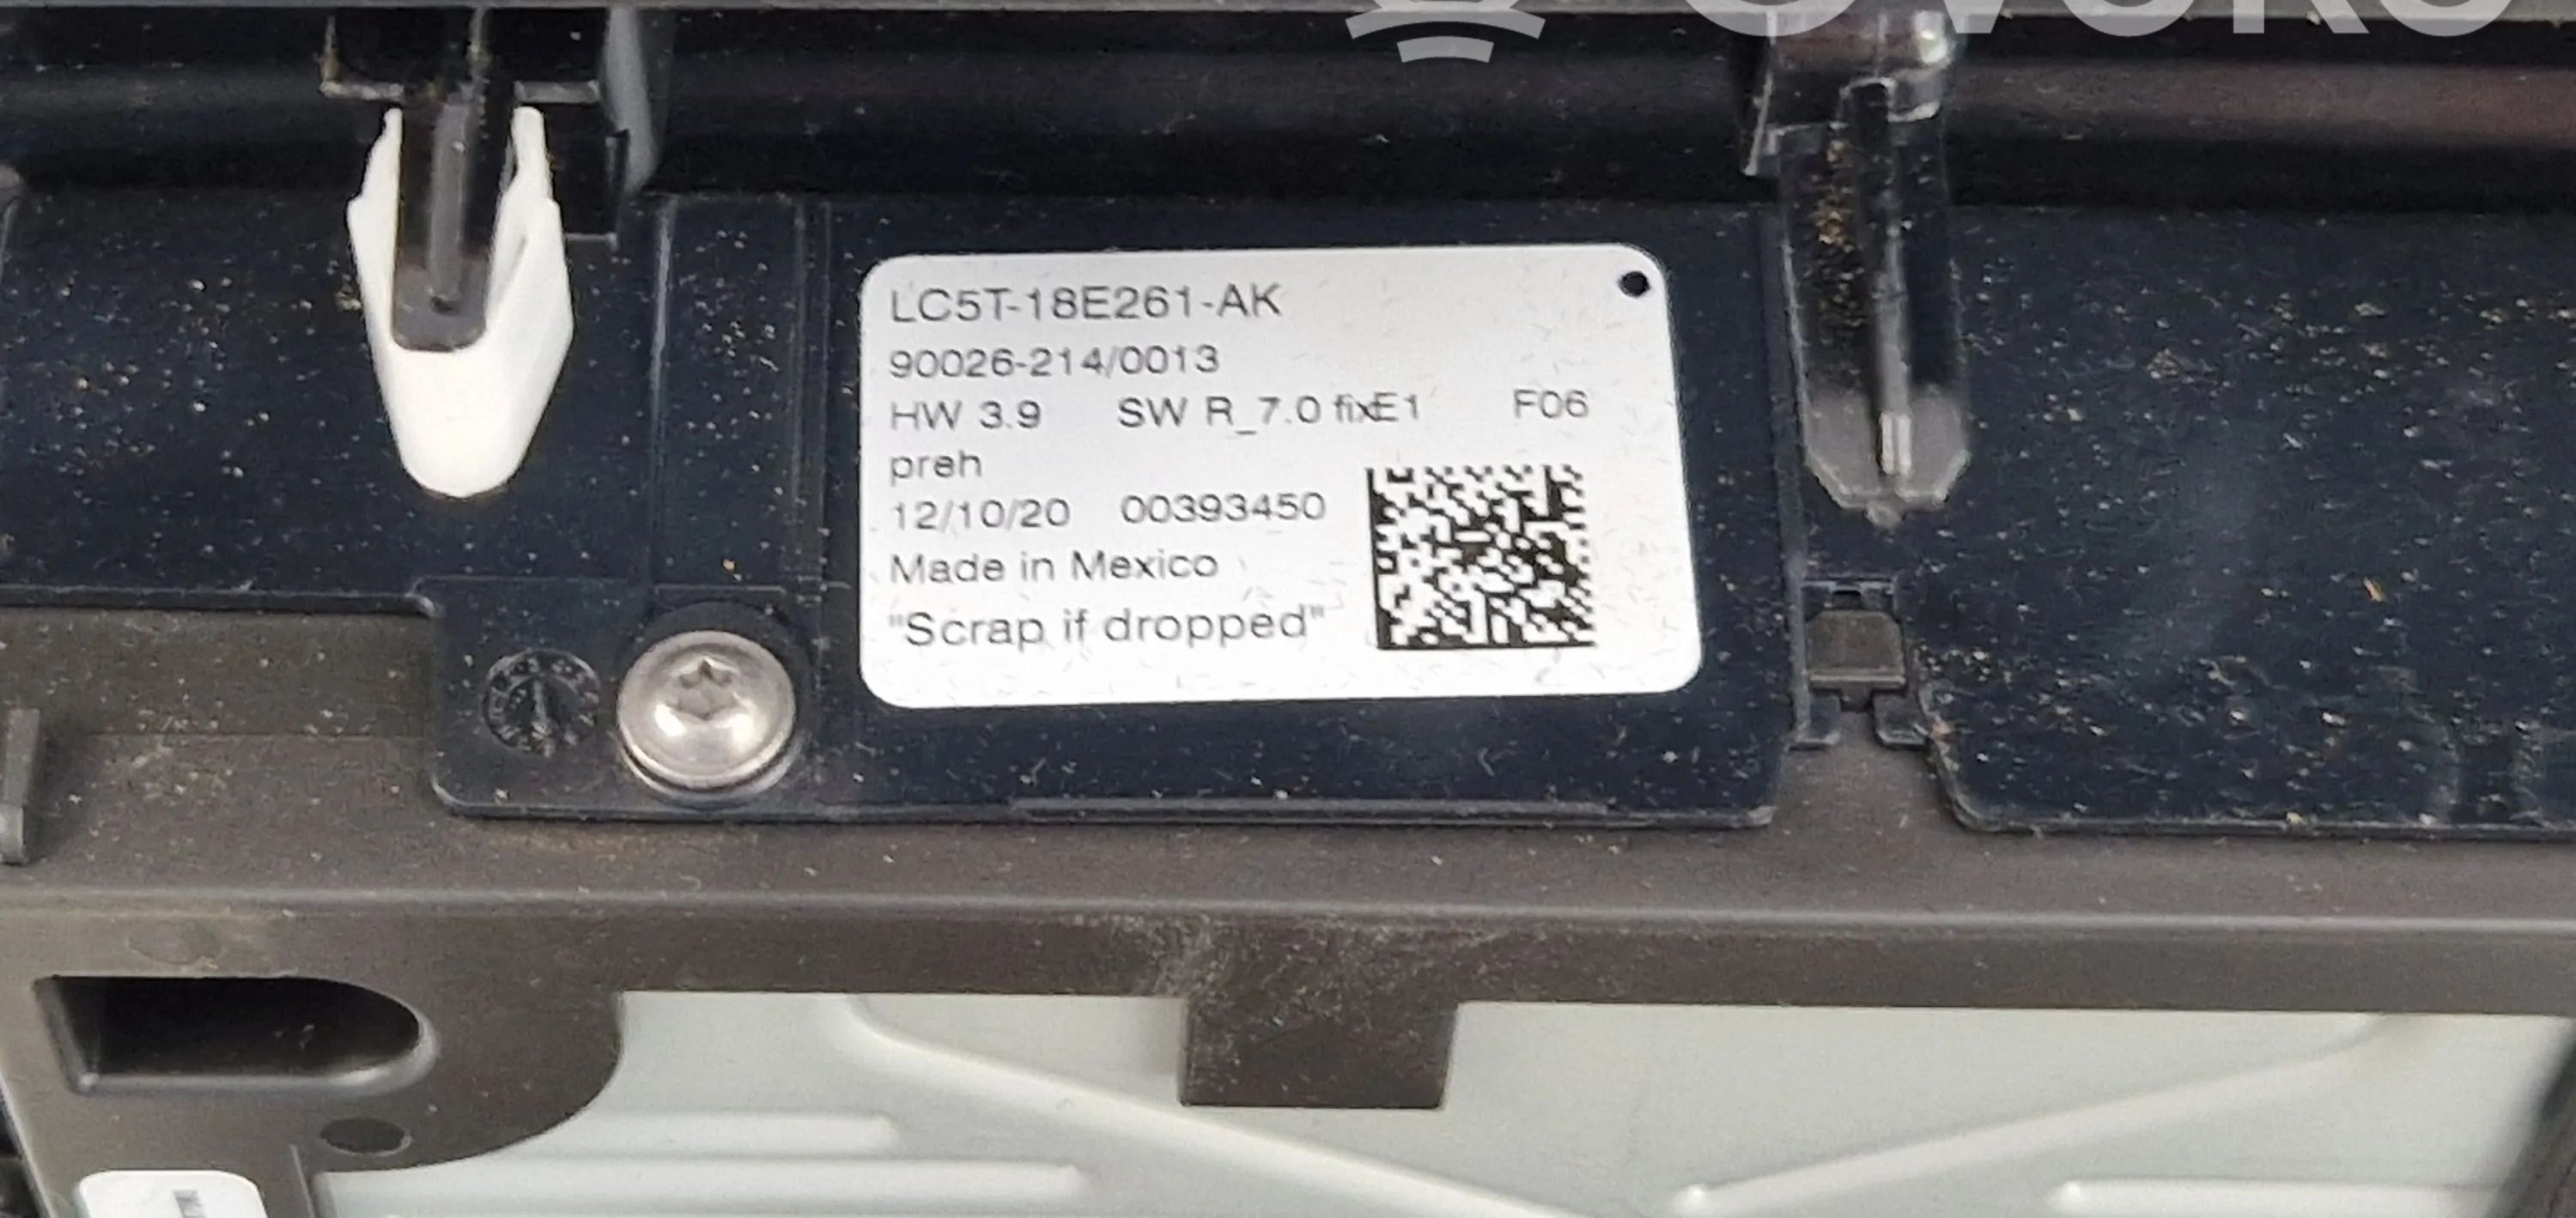 LC5T-18E261-AK
90026-214/0013
HW 3.9 SW R_7.0 fixE1 F06
preh
12/10/20 00393450
Made in Mexico
"Scrap if dropped"